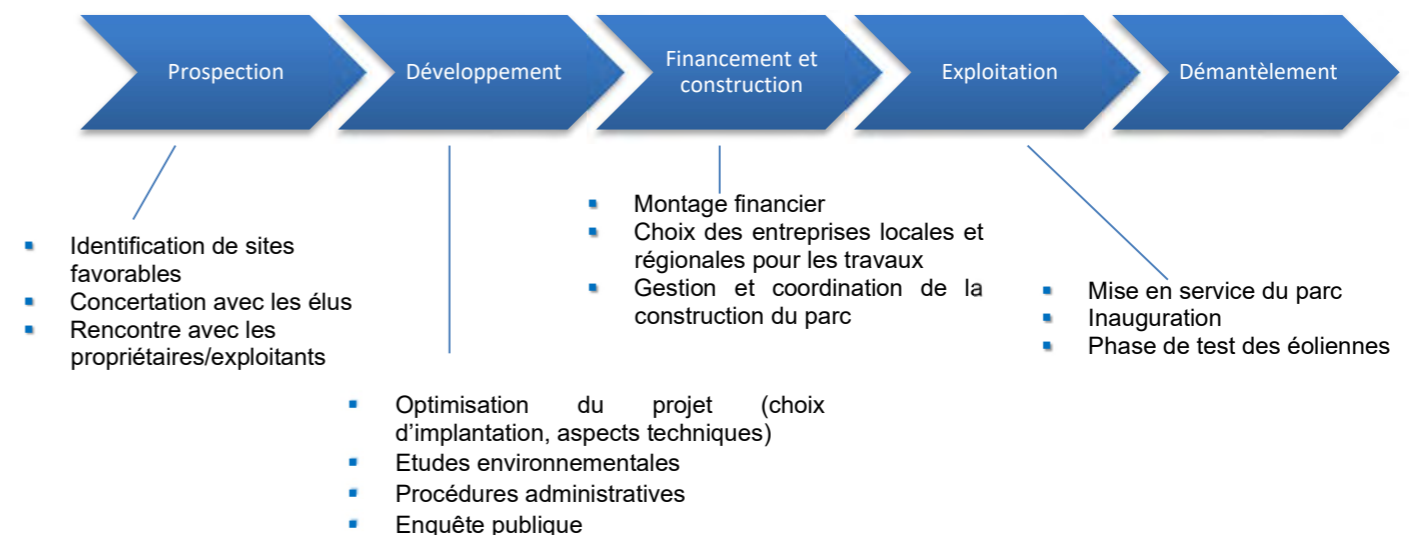 Prospection
Développement
Financement et
construction
Exploitation
Démantèlement
▪ Identification de sites
favorables
▪ Concertation avec les élus
▪ Rencontre avec les
propriétaires/exploitants
▪ Optimisation du projet (choix
d’implantation, aspects techniques)
▪ Etudes environnementales
▪ Procédures administratives
▪ Enquête publique
▪ Montage financier
▪ Choix des entreprises locales et
régionales pour les travaux
▪ Gestion et coordination de la
construction du parc
▪ Mise en service du parc
▪ Inauguration
▪ Phase de test des éoliennes